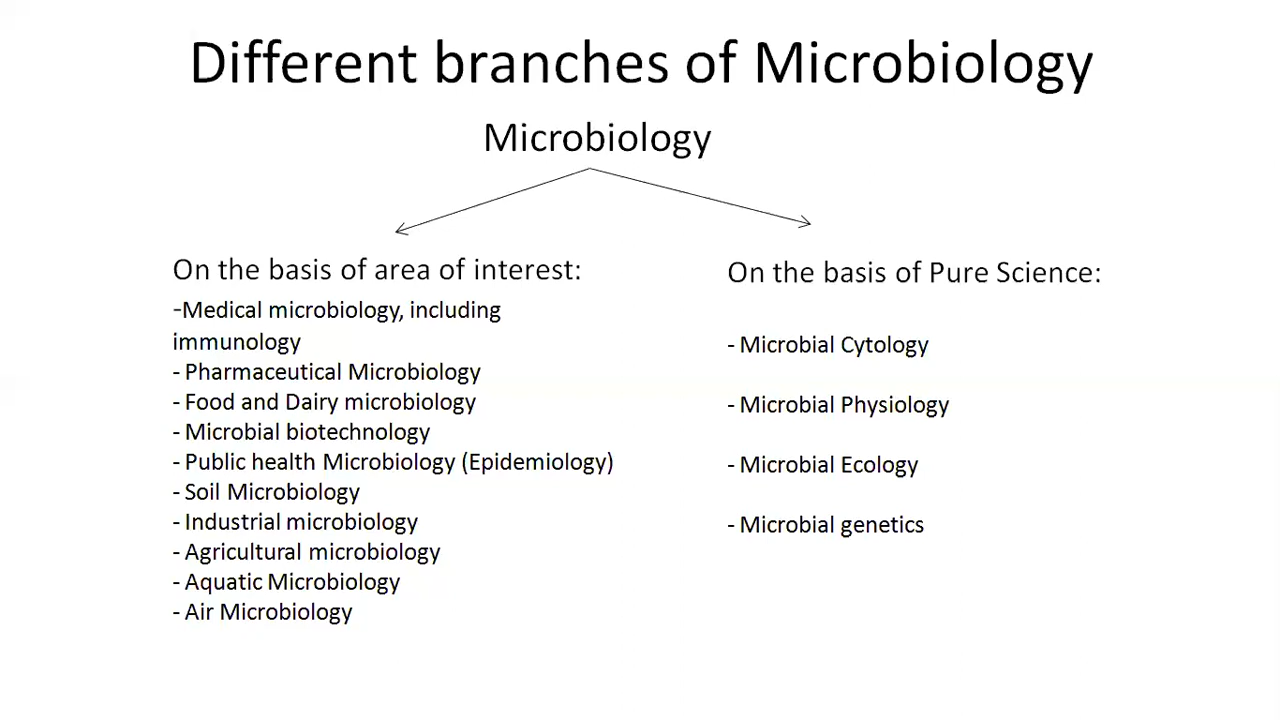 Different branches of Microbiology
Microbiology
On the basis of area of interest:
-Medical microbiology, including
immunology
- Pharmaceutical Microbiology
- Food and Dairy microbiology
- Microbial biotechnology
- Public health Microbiology (Epidemiology)
- Soil Microbiology
- Industrial microbiology
- Agricultural microbiology
- Aquatic Microbiology
- Air Microbiology
On the basis of Pure Science:
- Microbial Cytology
- Microbial Physiology
- Microbial Ecology
- Microbial genetics